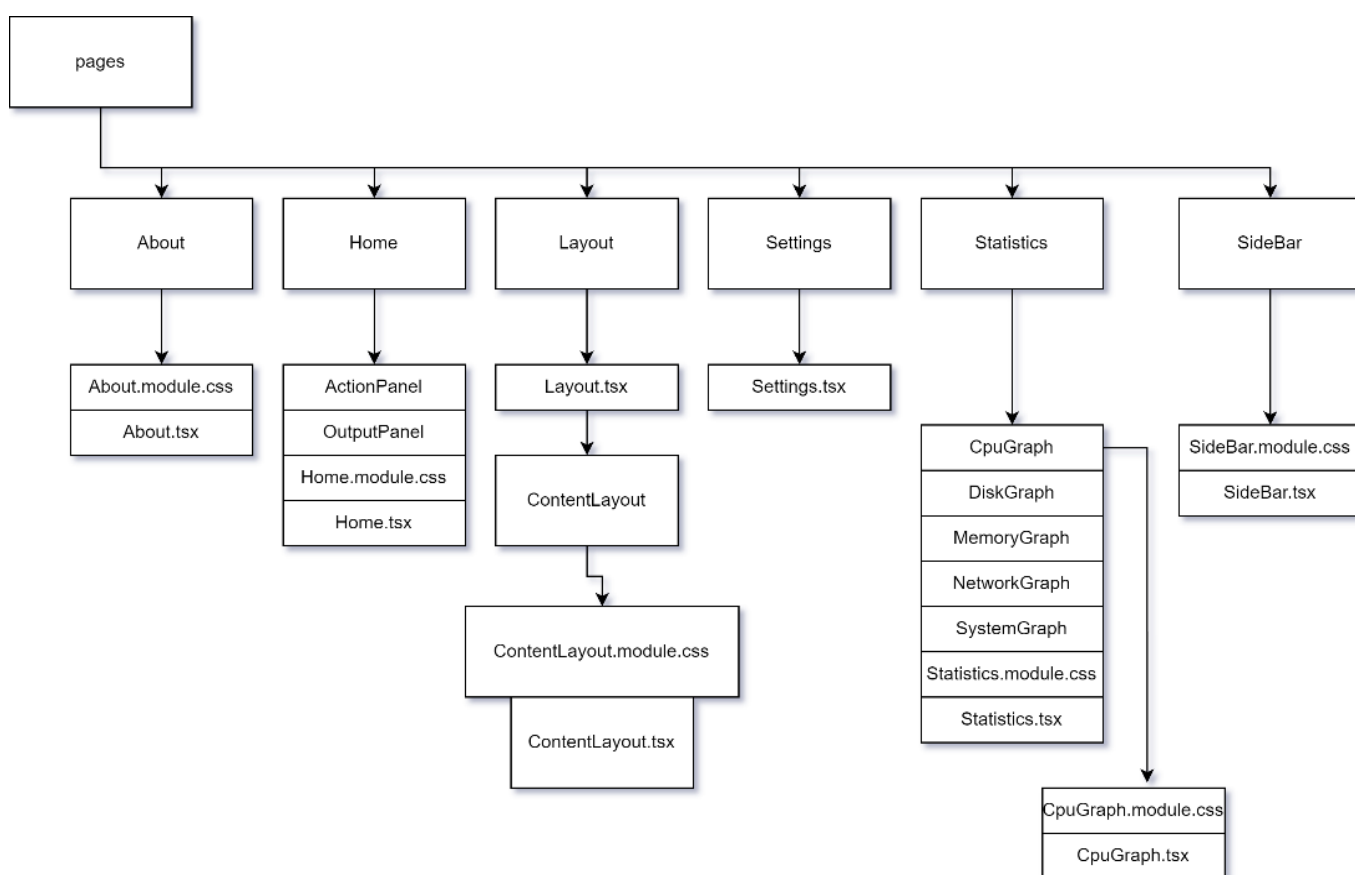 pages
About
Home
Layout
Settings
Statistics
SideBar
About.module.css
About.tsx
ActionPanel
OutputPanel
Home.module.css
Home.tsx
Layout.tsx
ContentLayout
ContentLayout.module.css
ContentLayout.tsx
Settings.tsx
CpuGraph
DiskGraph
MemoryGraph
NetworkGraph
SystemGraph
Statistics.module.css
Statistics.tsx
CpuGraph.module.css
CpuGraph.tsx
SideBar.module.css
SideBar.tsx